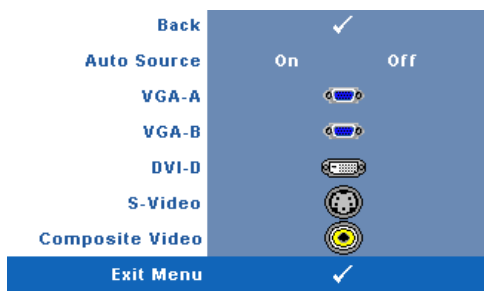 Back
Auto Source On Off
VGA-A
VGA-B
DVI-D
S-Video
Composite Video
Exit Menu